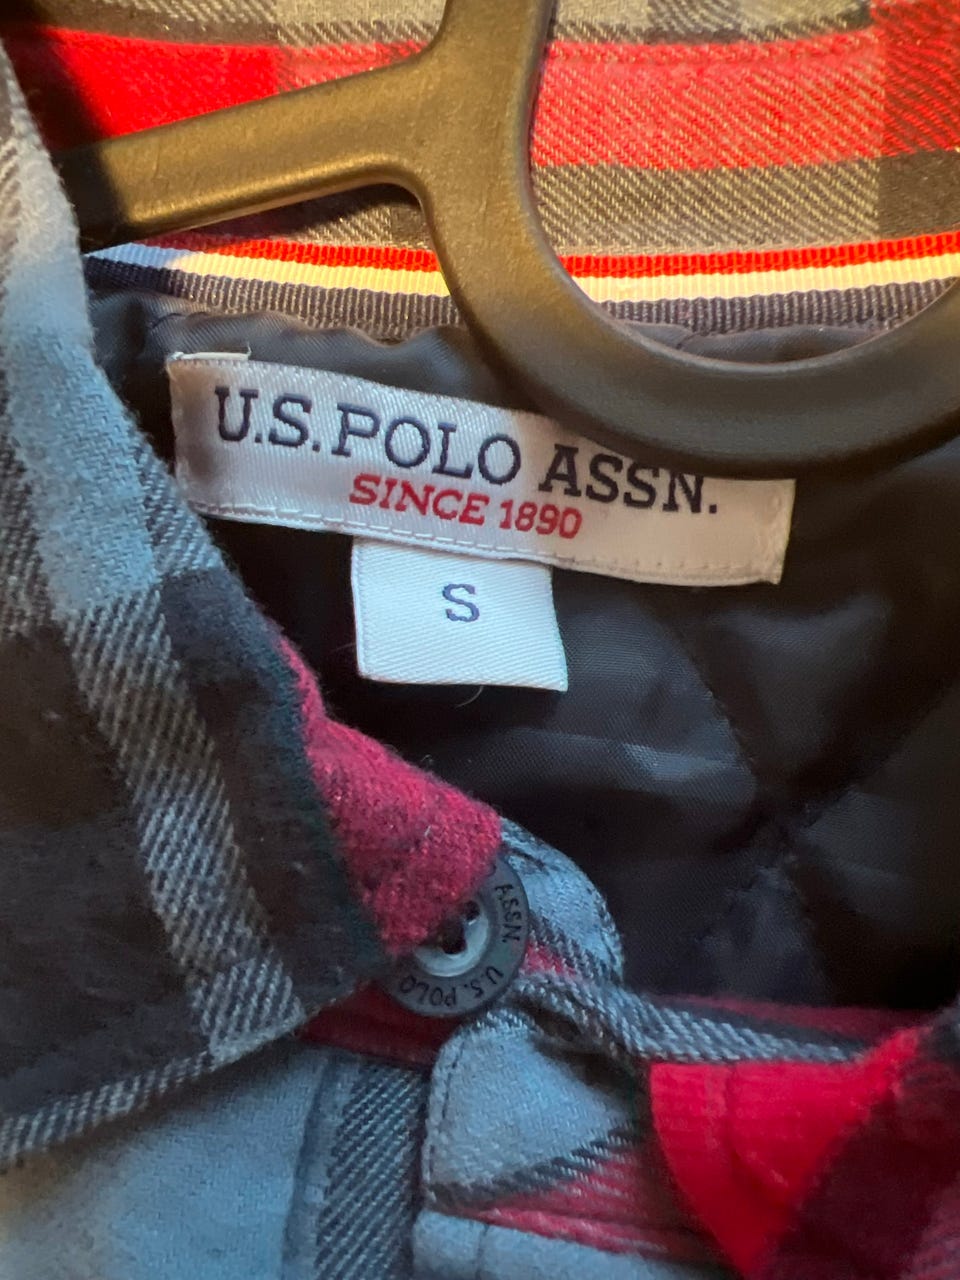 U.S. POLO ASSN.
SINCE 1890
S
U.S. POLO ASSN.